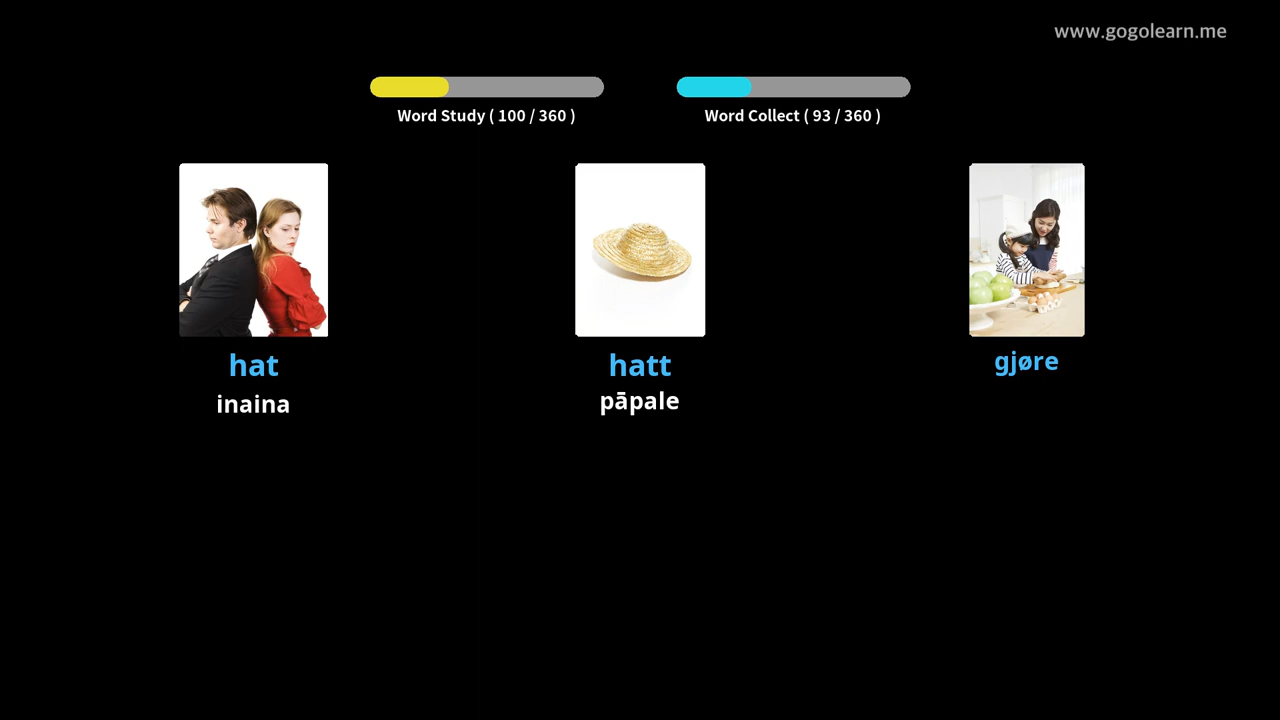 www.gogolearn.me
Word Study ( 100 / 360 )
Word Collect ( 93 / 360 )
hat
inaina
hatt
pāpale
gjøre